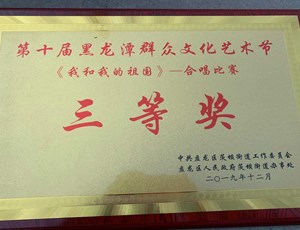 第十届黑龙潭群众文化艺术节
《我和我的祖国》—合唱比赛
三等奖
中共盘龙区茨坝街道工作委员会
盘龙区人民政府茨坝街道办事处
二〇一九年十二月